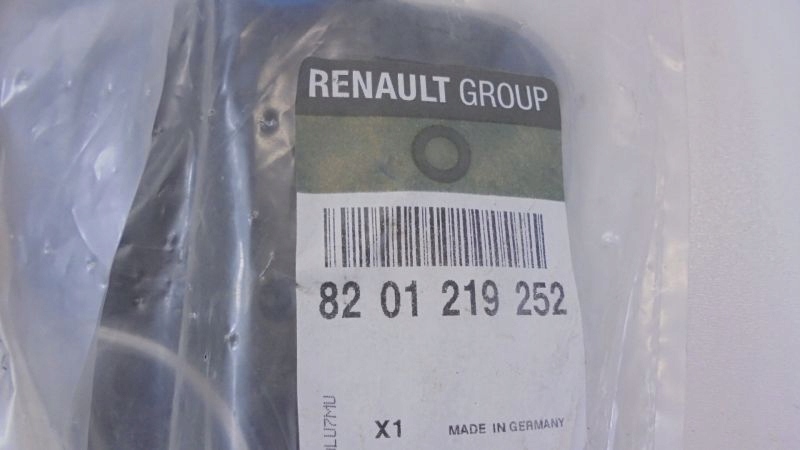 RENAULT GROUP
82 01 219 252
X1 MADE IN GERMANY